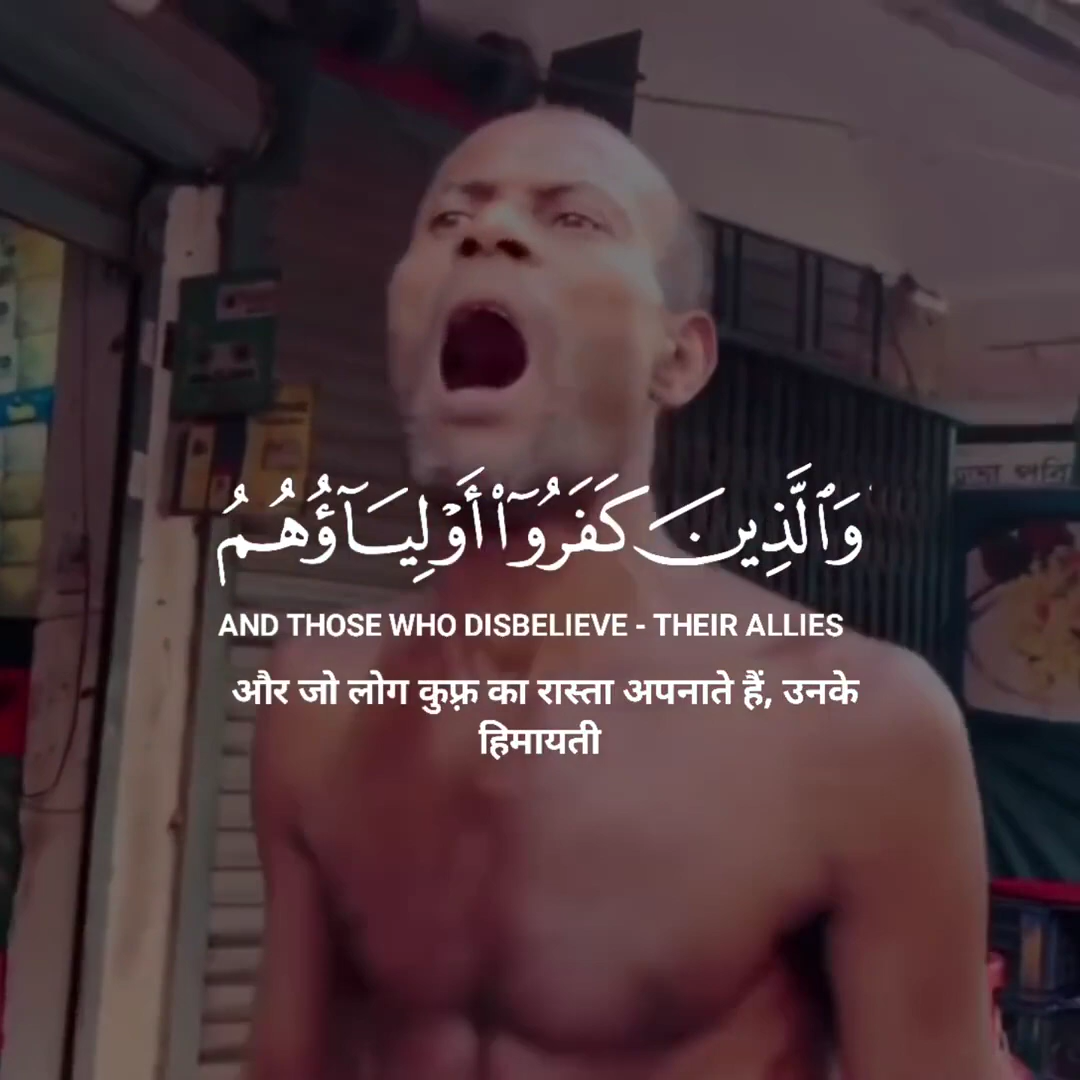 وَٱلَّذِينَ كَفَرُوٓا۟ أَوْلِيَآؤُهُمُ
AND THOSE WHO DISBELIEVE - THEIR ALLIES
और जो लोग कुफ़्र का रास्ता अपनाते हैं, उनके
हिमायती